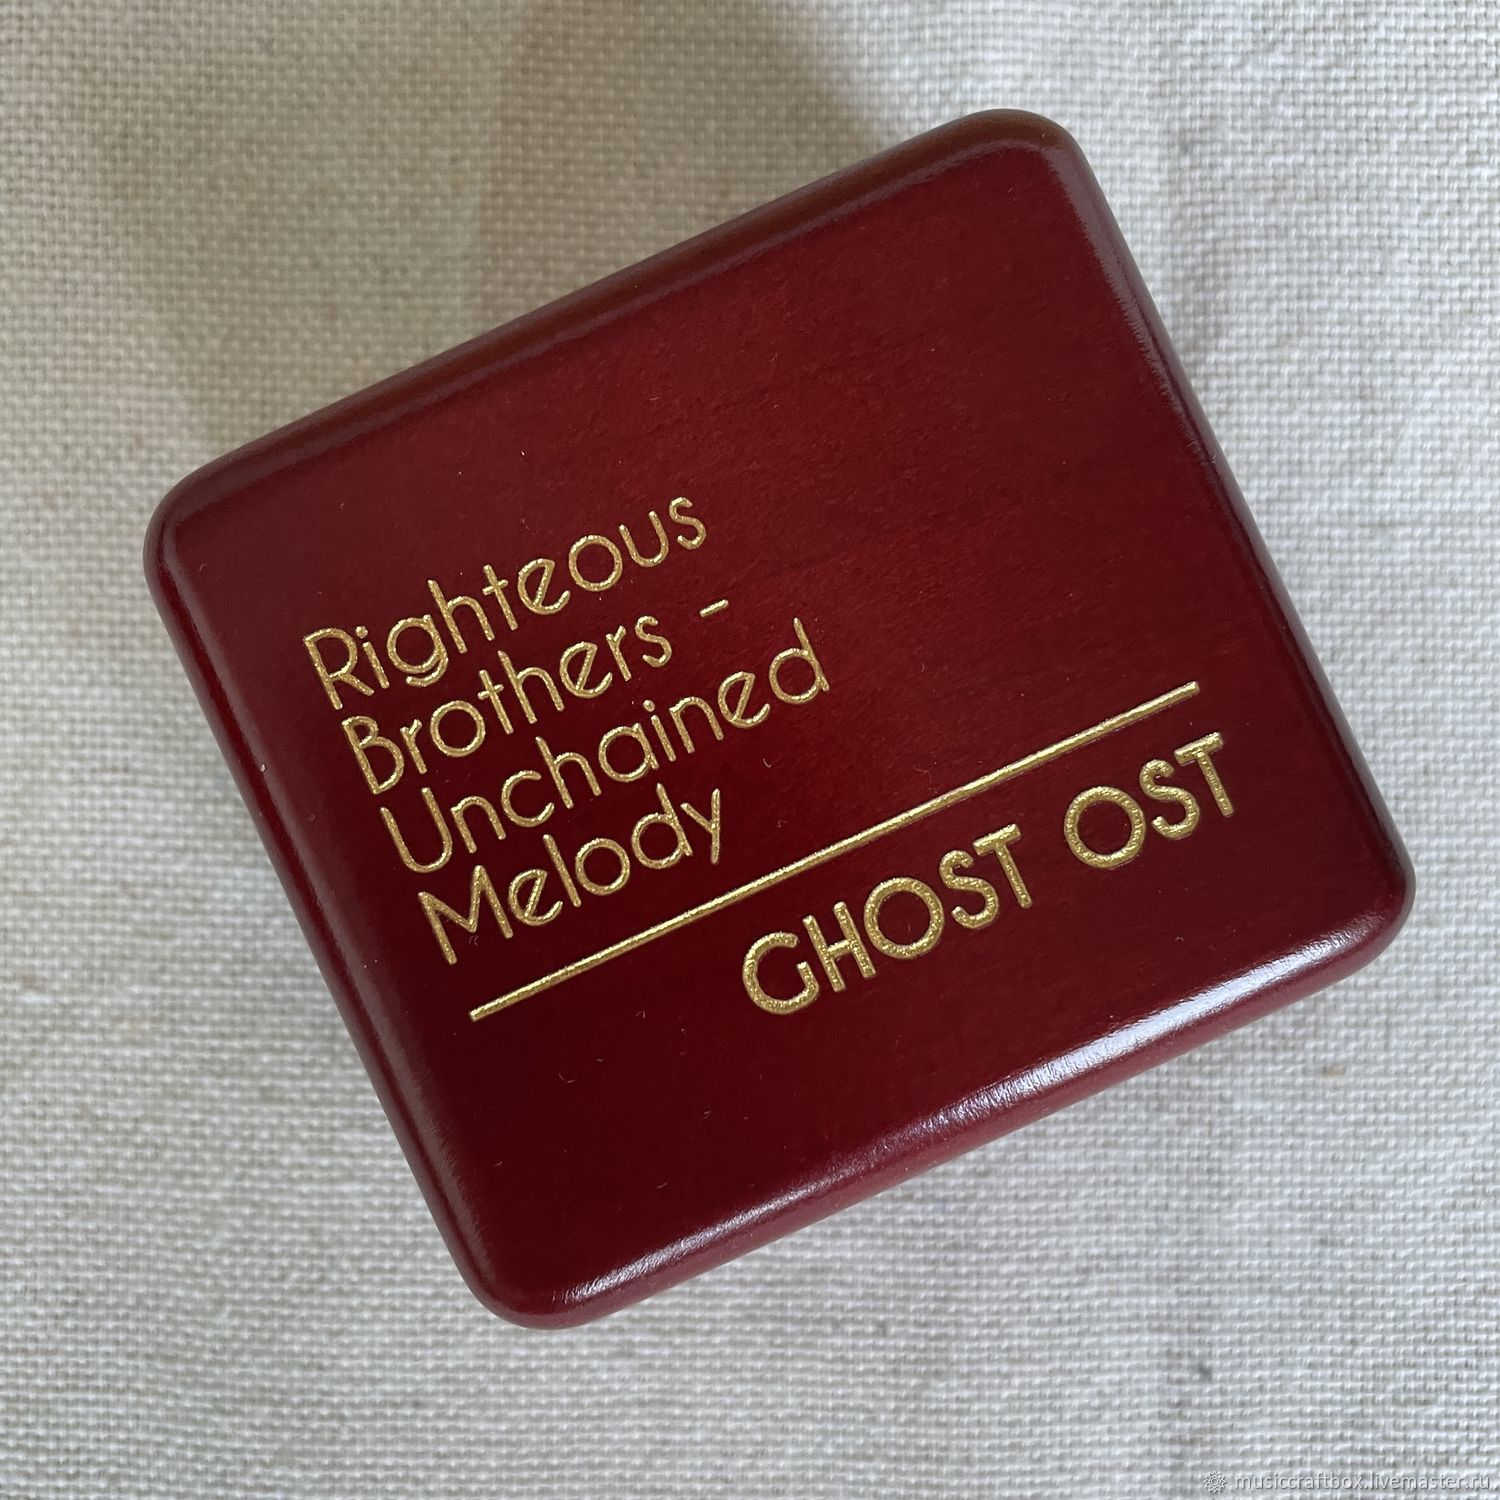 Righteous
Brothers -
Unchained
Melody
GHOST OST
musiccraftbox.livemaster.ru